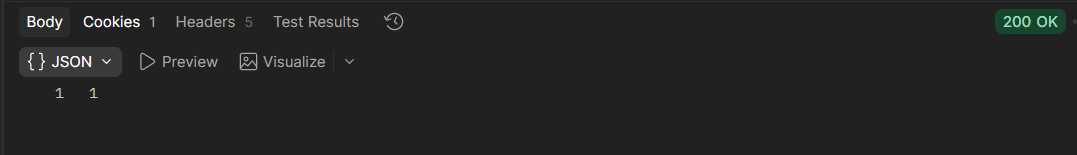 Body Cookies 1 Headers 5 Test Results 200 OK
{} JSON Preview Visualize
1 1